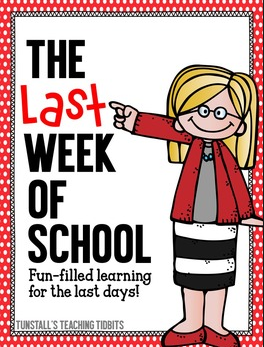 THE
Last
WEEK
OF
SCHOOL
Fun-filled learning
for the last days!
TUNSTALL'S TEACHING TIDBITS